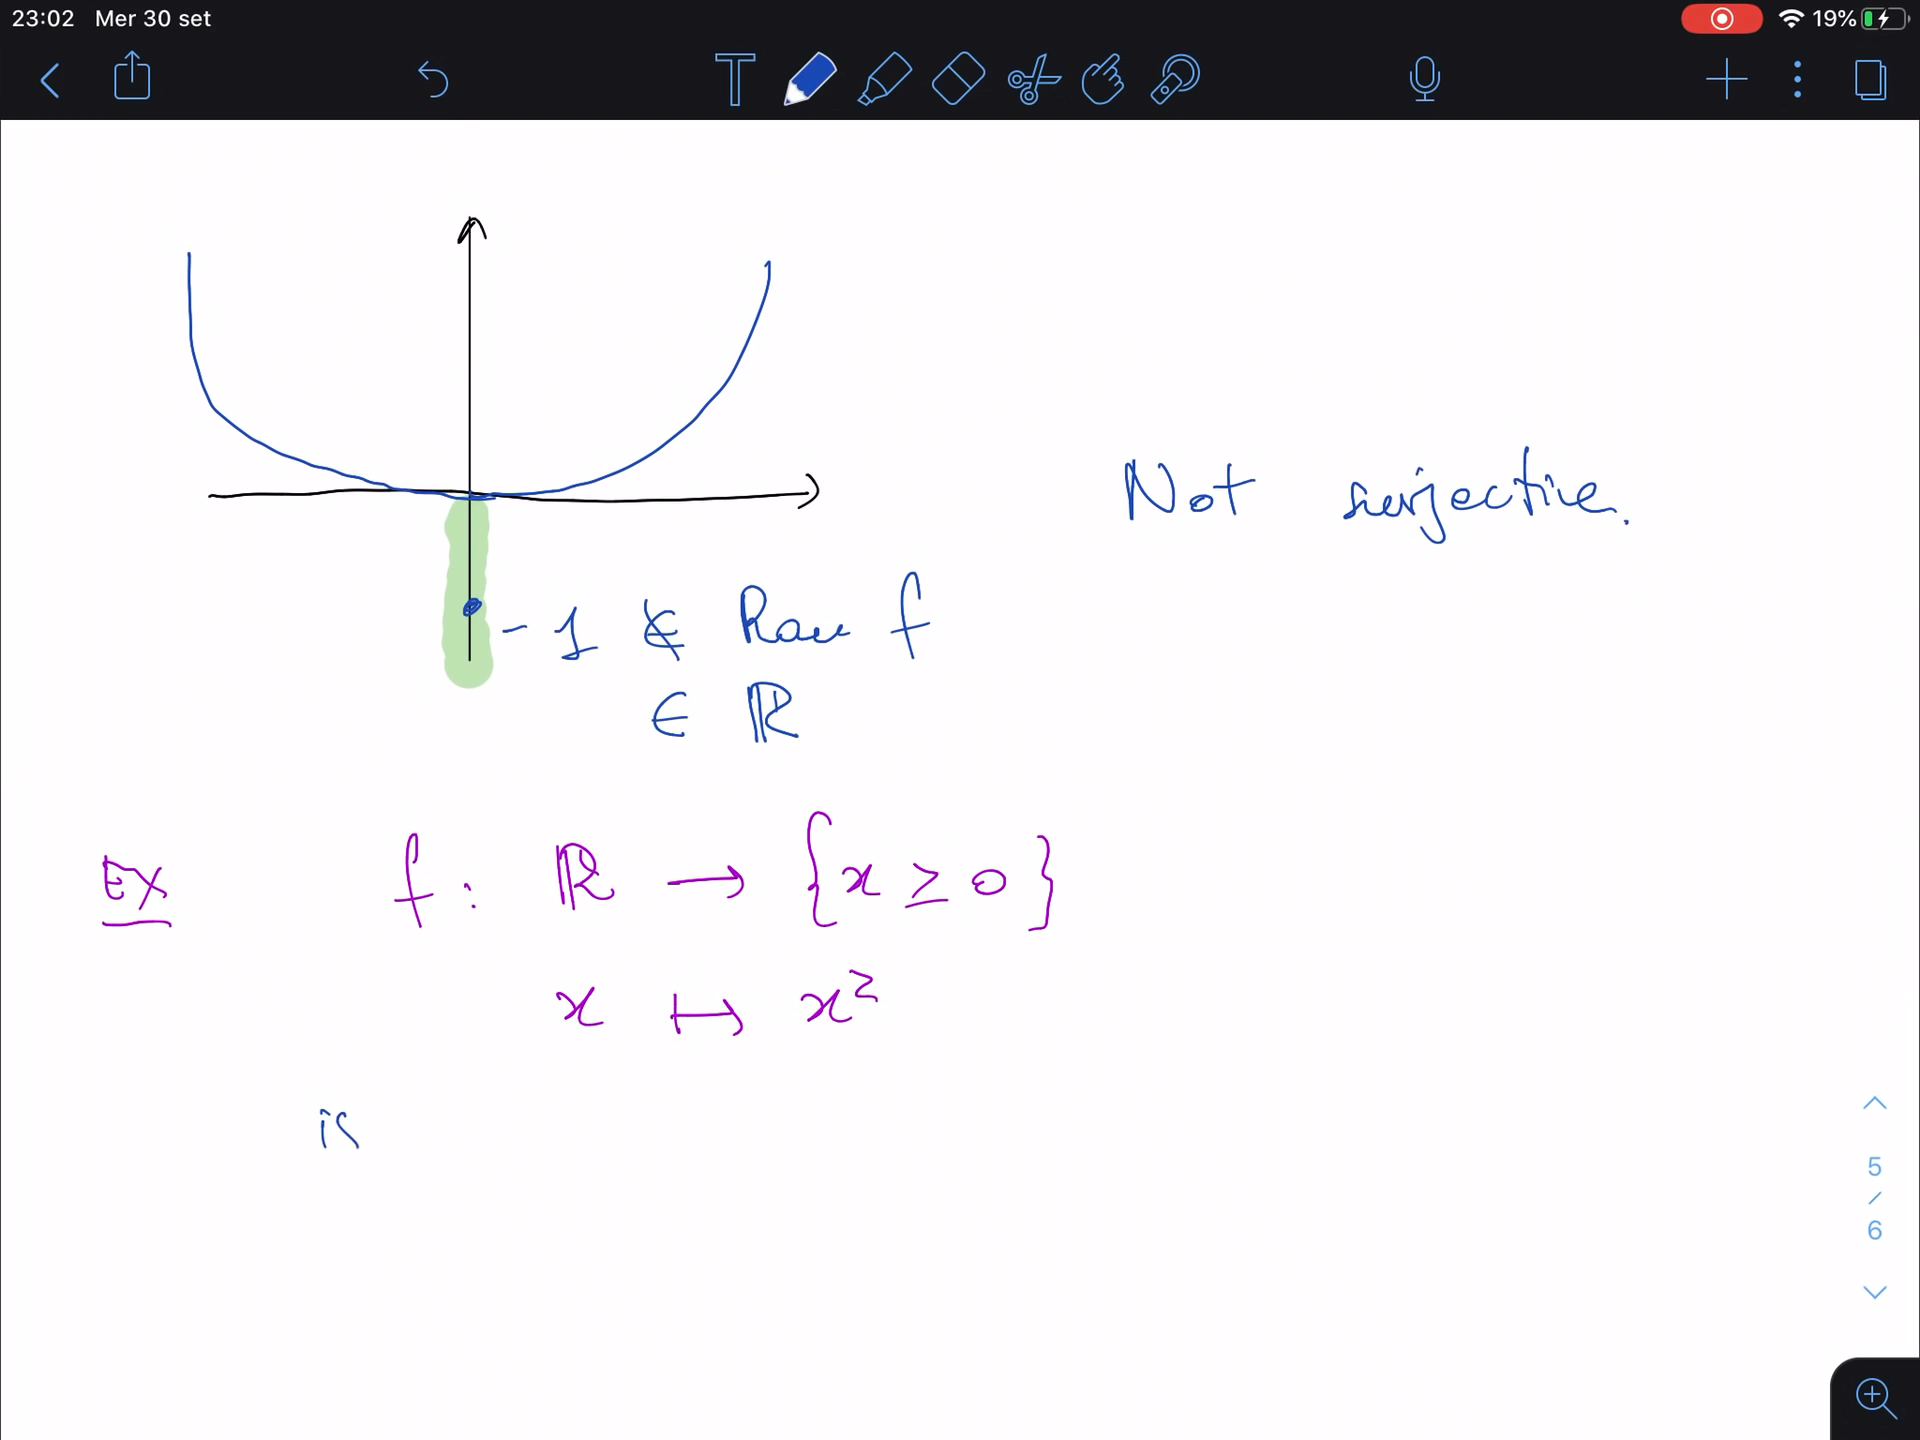 23:02 Mer 30 set 19%
T
Not surjective.
-1 ∉ Ran f
∈ ℝ
EX f: ℝ → {x ≥ 0}
x ↦ x²
is
5
/
6